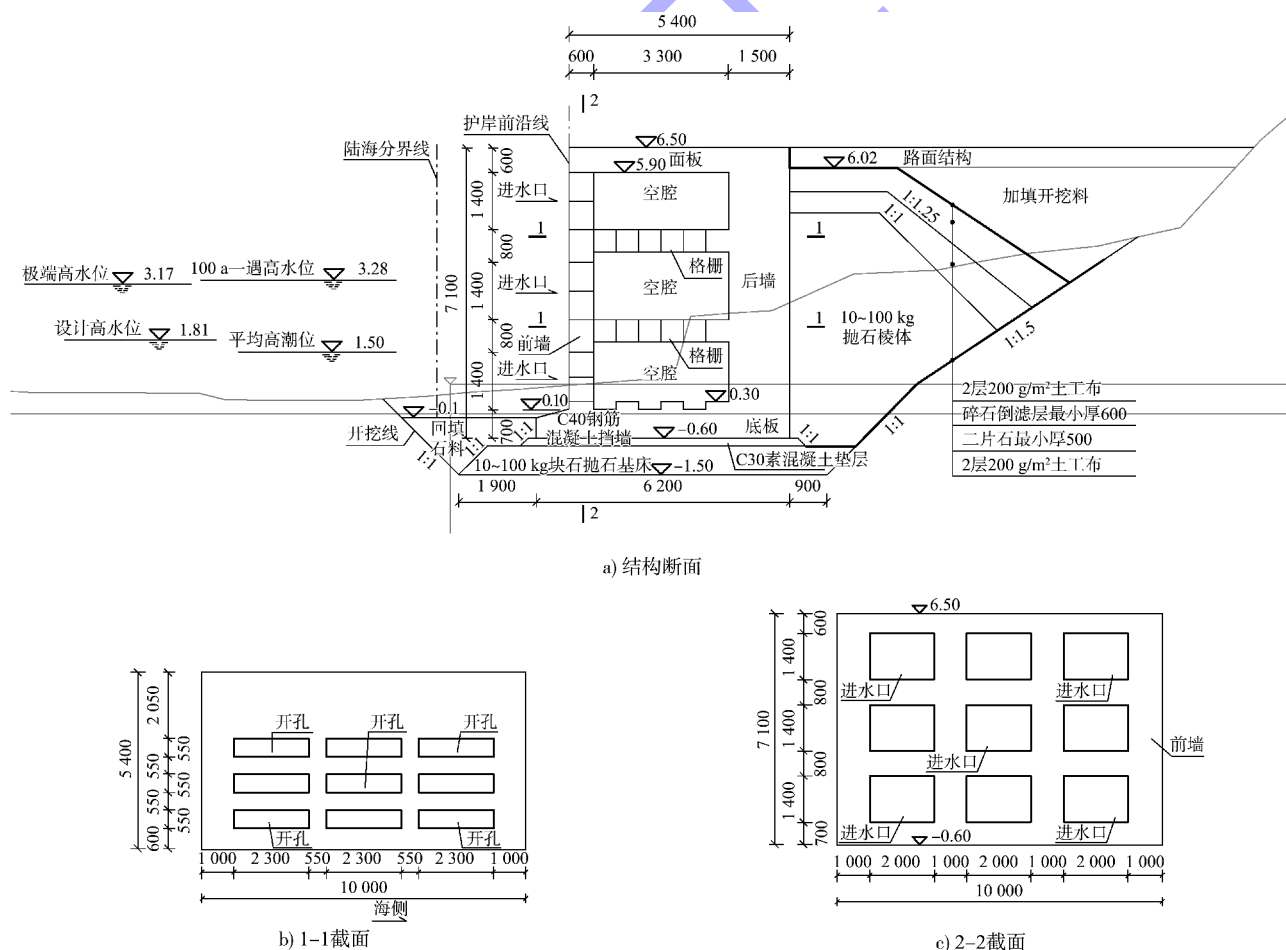 5 400
600 3 300 1 500
2
护岸前沿线
陆海分界线
6.50
面板
5.90
6.02 路面结构
600
1 400
800
1 400
800
1 400
700
7 100
进水口
空腔
1:1.25
1:1
加填开挖料
1
1
格栅
极端高水位 3.17
100 a一遇高水位 3.28
进水口
空腔
后墙
设计高水位 1.81
平均高潮位 1.50
1
1
10~100 kg
抛石棱体
前墙
格栅
1:1.5
进水口
空腔
0.30
2层200 g/m²土工布
碎石倒滤层最小厚600
二片石最小厚500
2层200 g/m²土工布
-0.1
0.10
开挖线
回填
石料
1:1
1:1
1:1
C40钢筋
混凝土挡墙
-0.60
底板
1:1
1:1
10~100 kg块石抛石基床 -1.50
C30素混凝土垫层
1 900 6 200 900
2
a) 结构断面
5 400
2 050
550
550
550
550
600
550
550
550
开孔 开孔 开孔
开孔 开孔
1 000 2 300 550 2 300 550 2 300 1 000
10 000
海侧
b) 1-1截面
6.50
7 100
600
1 400
800
1 400
800
1 400
700
进水口 进水口
进水口
前墙
进水口 进水口
-0.60
1 000 2 000 1 000 2 000 1 000 2 000 1 000
10 000
c) 2-2截面